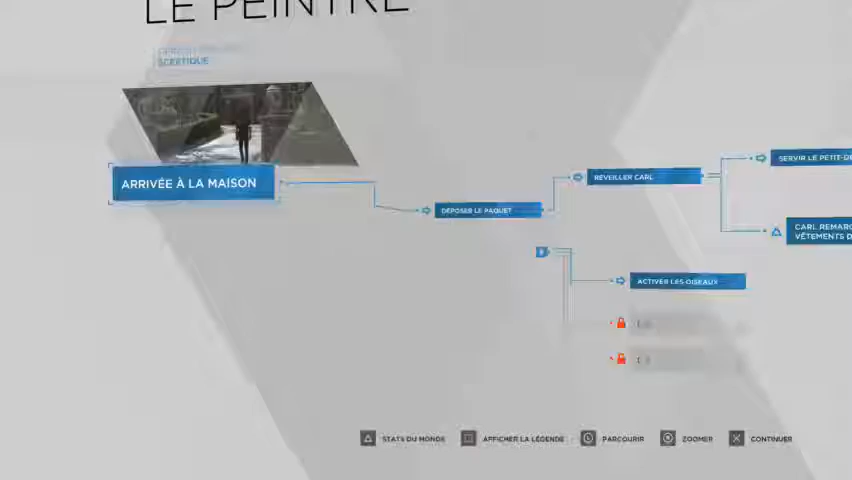 LE PEINTRE
SCEPTIQUE
ARRIVÉE À LA MAISON
DÉPOSER LE PAQUET
RÉVEILLER CARL
SERVIR LE PETIT-DÉ
CARL REMARQ
VÊTEMENTS D
ACTIVER LES OISEAUX
STATS DU MONDE
AFFICHER LA LÉGENDE
PARCOURIR
ZOOMER
CONTINUER